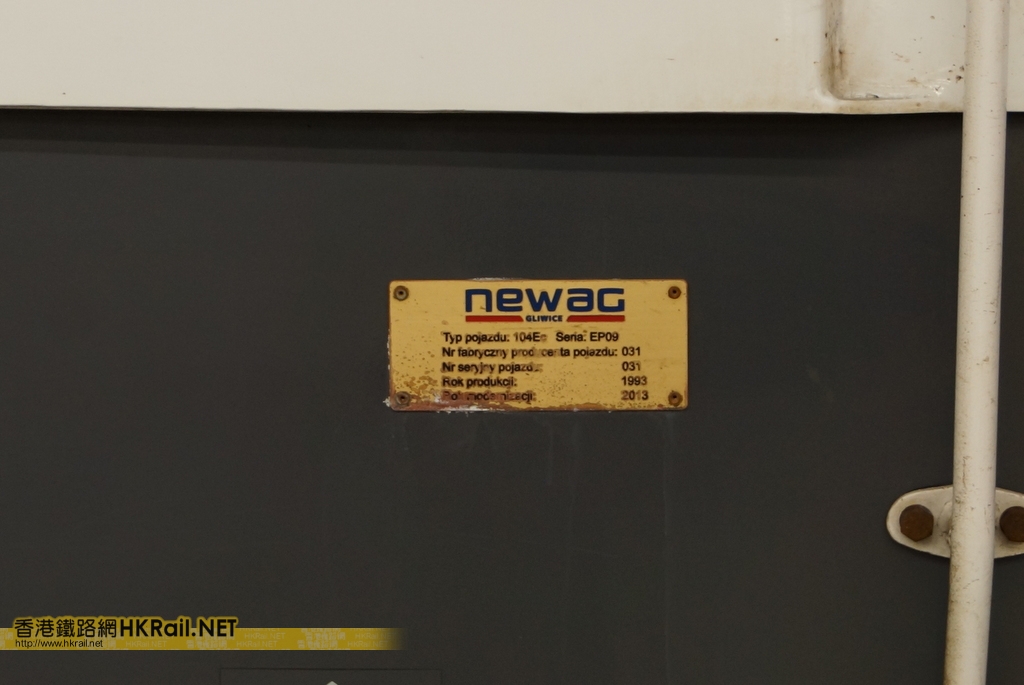 newag
GLIWICE
Typ pojazdu: 104Ec Seria: EP09
Nr fabryczny producenta pojazdu: 031
Nr seryjny pojazdu: 031
Rok produkcji: 1993
Rok modernizacji: 2013
香港鐵路網HKRail.NET
http://www.hkrail.net